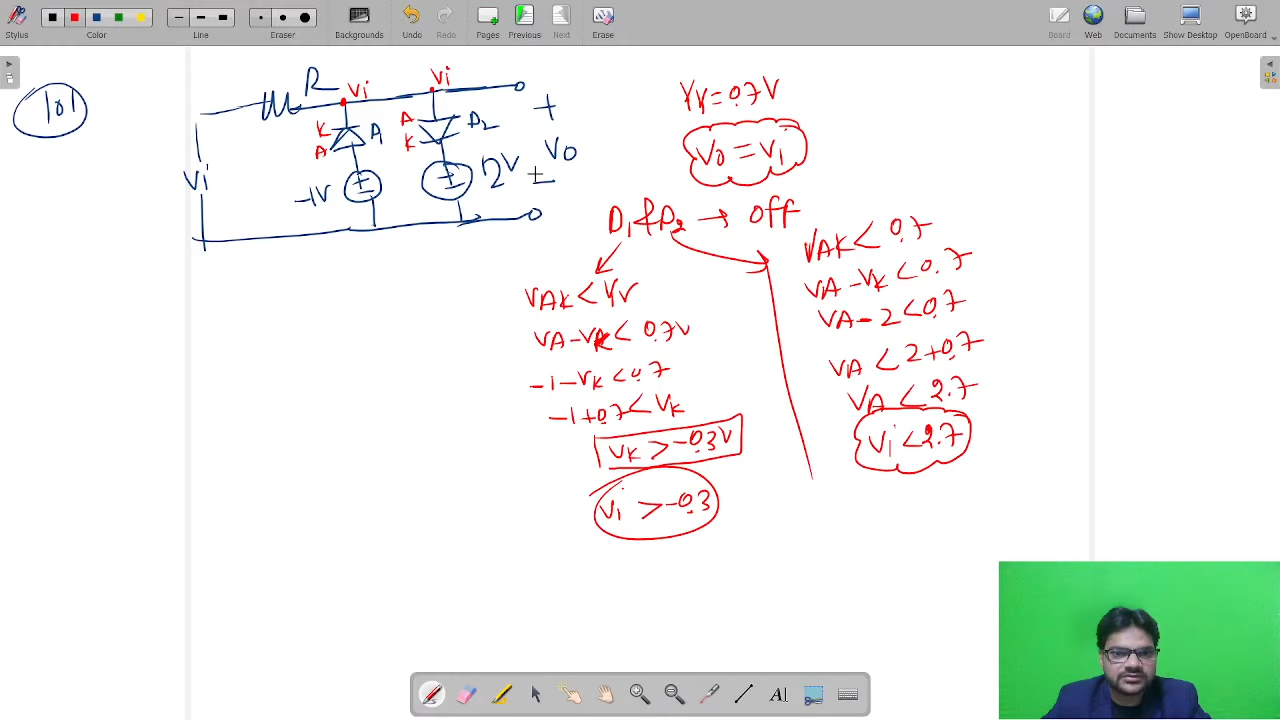 Stylus
Color
Line
Eraser
Backgrounds
Undo
Redo
Pages
Previous
Next
Erase
Board
Web
Documents
Show Desktop
OpenBoard
101
R
Vi
Vi
K
A
D1
A
K
D2
+
Vo
Vi
-1V
±
±
2V
±
Vγ=0.7V
Vo = Vi
D1 & D2 → off
VAK < Vγ
VA-VK < 0.7V
-1-VK < 0.7
-1+0.7 < VK
VK > -0.3V
Vi > -0.3
VAK < 0.7
VA-VK < 0.7
VA-2 < 0.7
VA < 2+0.7
VA < 2.7
Vi < 2.7